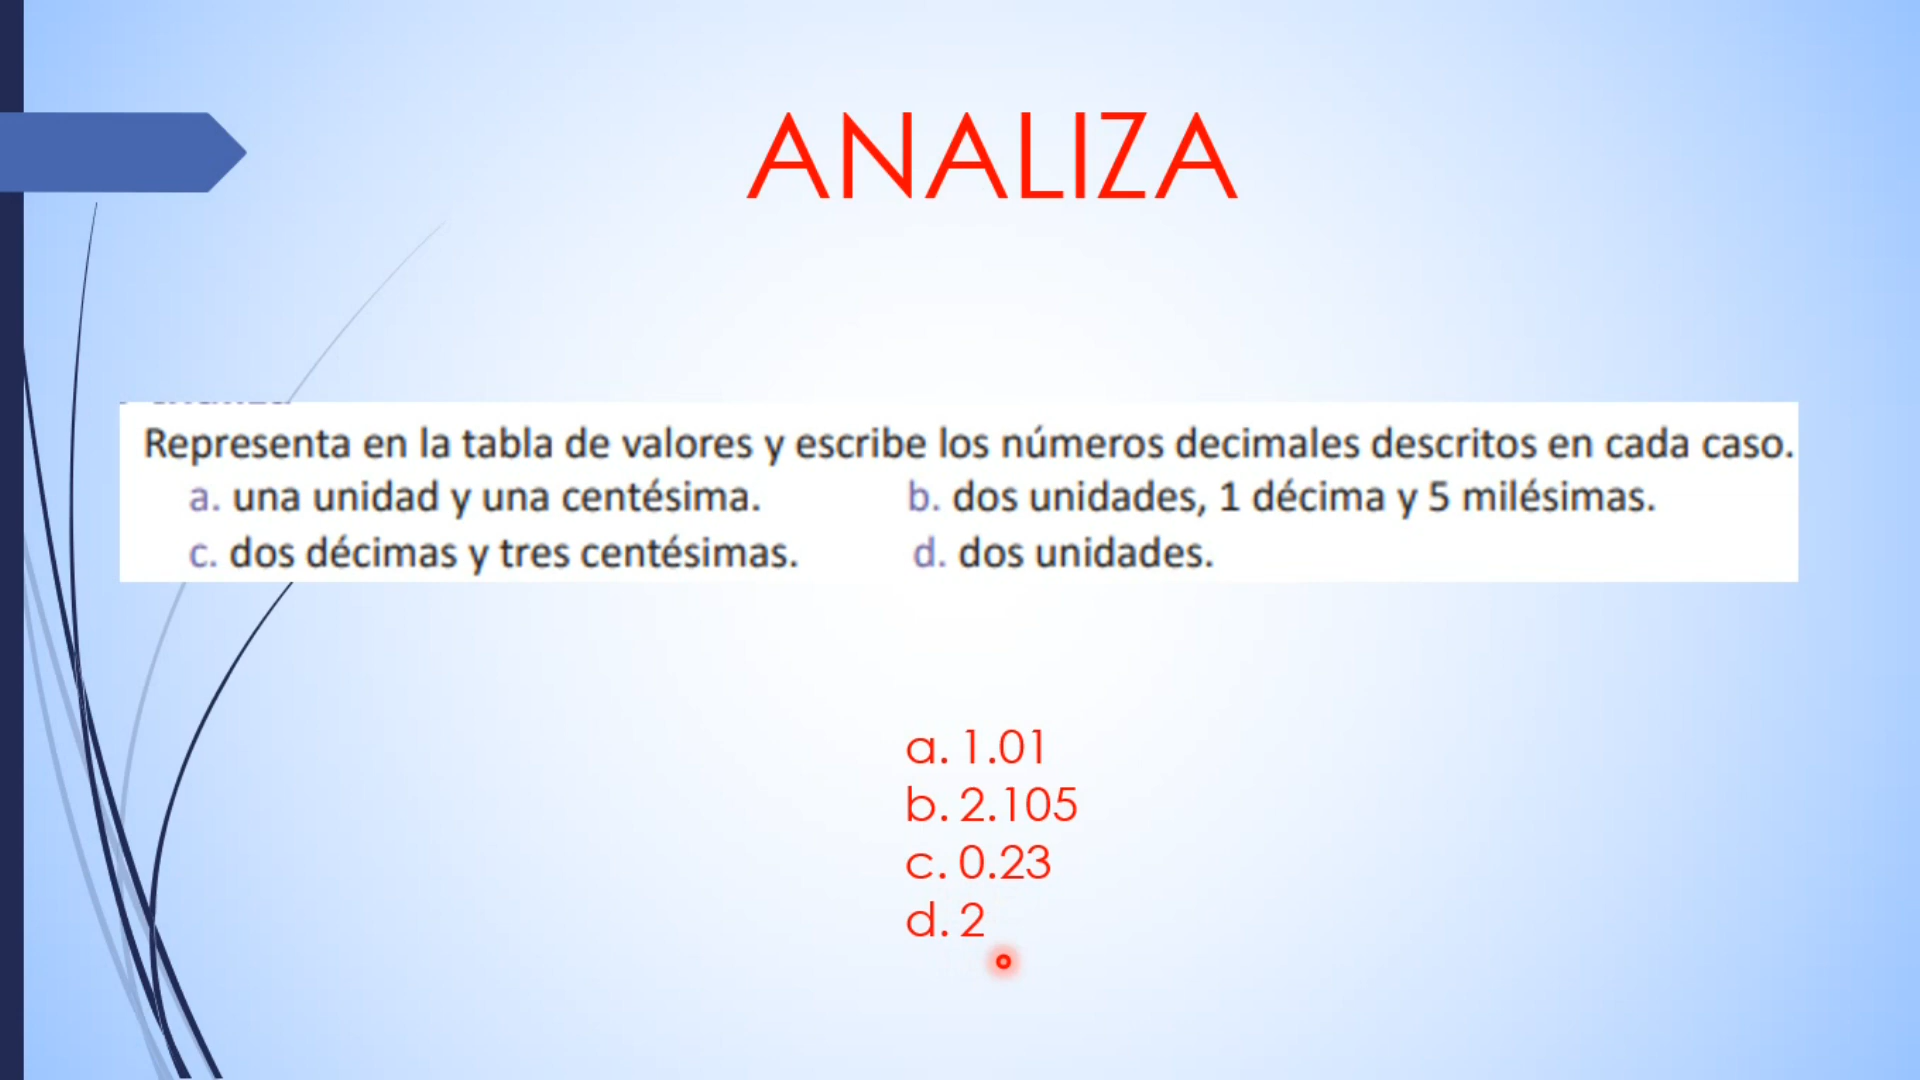 ANALIZA
Representa en la tabla de valores y escribe los números decimales descritos en cada caso.
a. una unidad y una centésima. b. dos unidades, 1 décima y 5 milésimas.
c. dos décimas y tres centésimas. d. dos unidades.
a. 1.01
b. 2.105
c. 0.23
d. 2